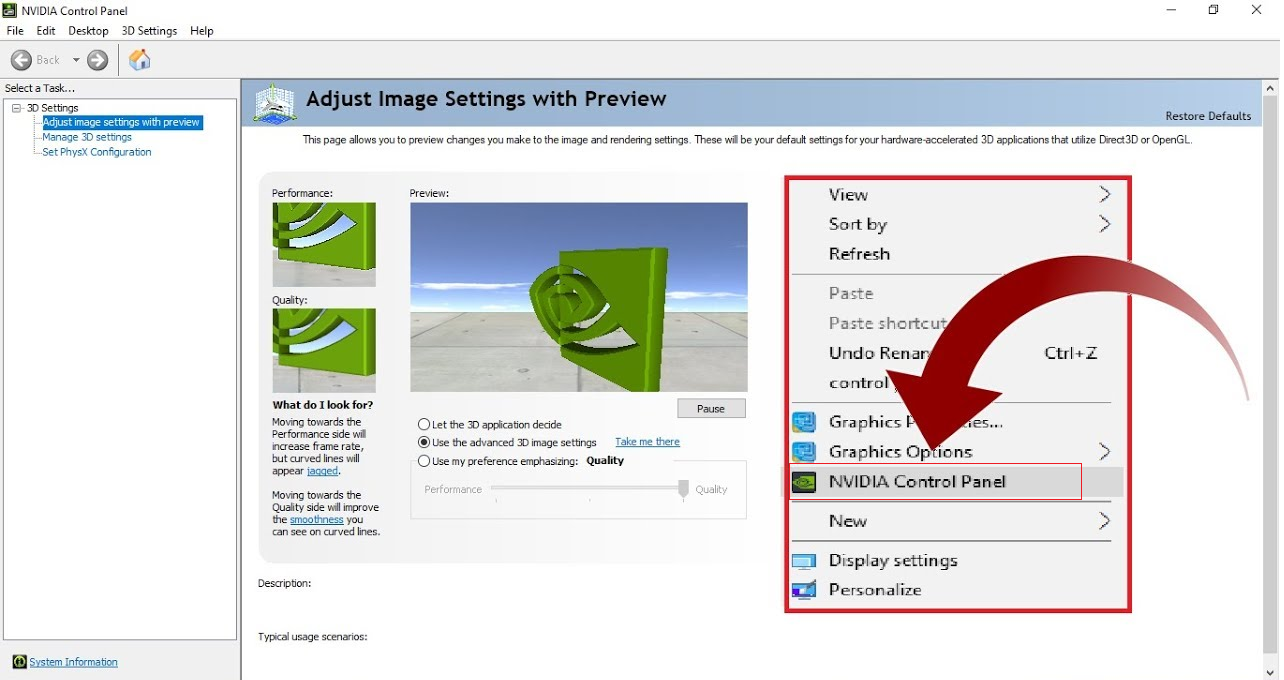 NVIDIA Control Panel
File Edit Desktop 3D Settings Help
Back
Select a Task...
3D Settings
Adjust image settings with preview
Manage 3D settings
Set PhysX Configuration
System Information
Adjust Image Settings with Preview
Restore Defaults
This page allows you to preview changes you make to the image and rendering settings. These will be your default settings for your hardware-accelerated 3D applications that utilize Direct3D or OpenGL.
Performance:
Quality:
What do I look for?
Moving towards the
Performance side will
increase frame rate,
but curved lines will
appear jagged.
Moving towards the
Quality side will improve
the smoothness you
can see on curved lines.
Preview:
Pause
Let the 3D application decide
Use the advanced 3D image settings Take me there
Use my preference emphasizing: Quality
Performance Quality
Description:
Typical usage scenarios:
View
Sort by
Refresh
Paste
Paste shortcut
Undo Ctrl+Z
control
Graphics
Graphics Options
NVIDIA Control Panel
New
Display settings
Personalize